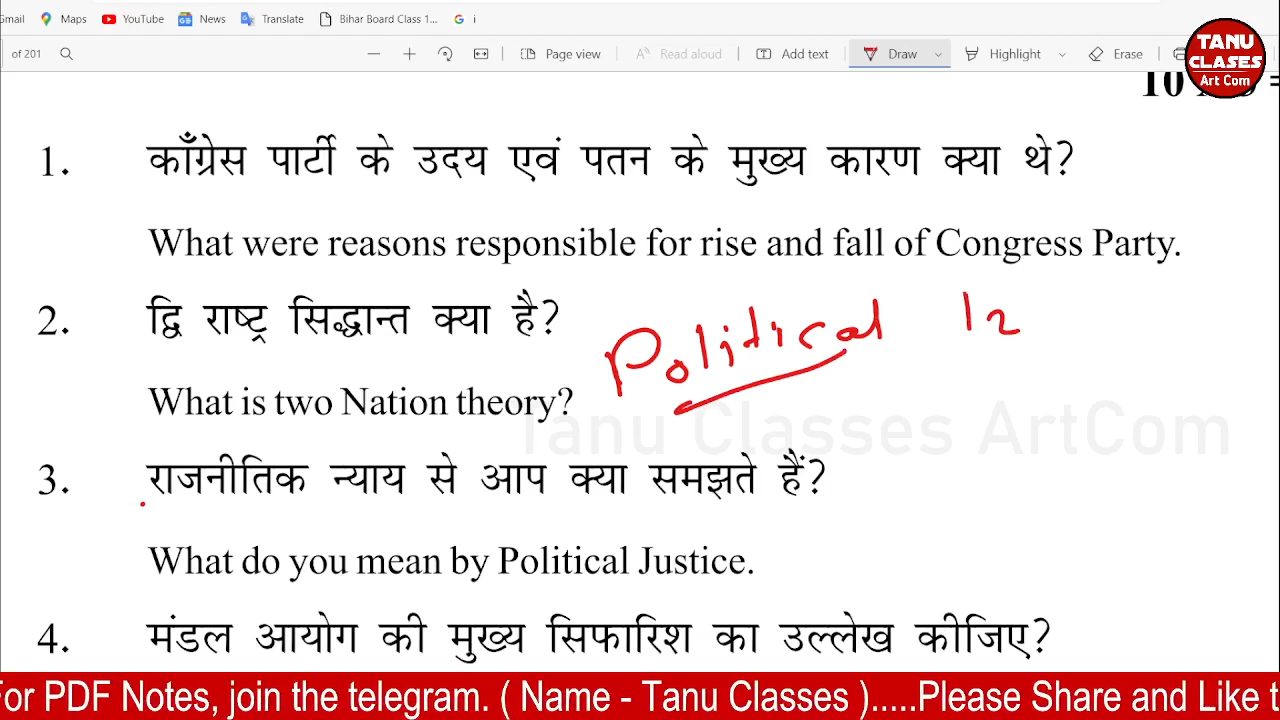 Gmail Maps YouTube News Translate Bihar Board Class 1... i
of 201 Page view Read aloud Add text Draw Highlight Erase
TANU
CLASES
Art Com
1. काँग्रेस पार्टी के उदय एवं पतन के मुख्य कारण क्या थे?
What were reasons responsible for rise and fall of Congress Party.
2. द्वि राष्ट्र सिद्धान्त क्या है?
Political 12
What is two Nation theory?
Tanu Classes ArtCom
3. राजनीतिक न्याय से आप क्या समझते हैं?
What do you mean by Political Justice.
4. मंडल आयोग की मुख्य सिफारिश का उल्लेख कीजिए?
For PDF Notes, join the telegram. ( Name - Tanu Classes ).....Please Share and Like t